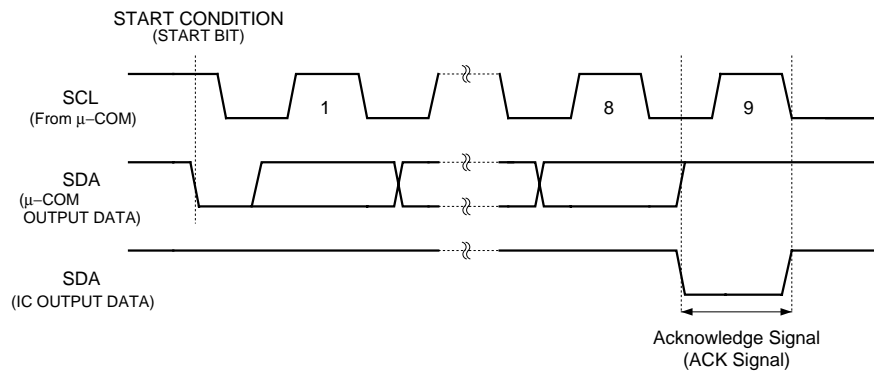 START CONDITION
(START BIT)
SCL
(From μ−COM)
1
8
9
SDA
(μ−COM
OUTPUT DATA)
SDA
(IC OUTPUT DATA)
Acknowledge Signal
(ACK Signal)